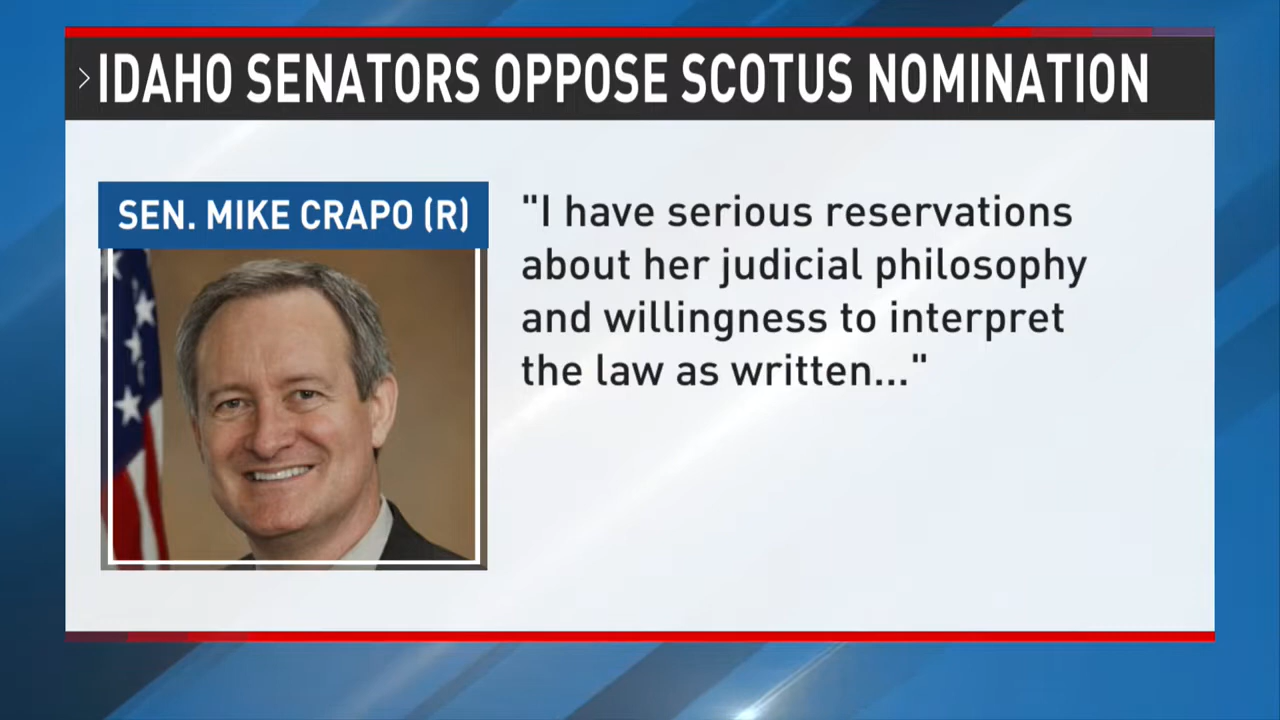 IDAHO SENATORS OPPOSE SCOTUS NOMINATION
SEN. MIKE CRAPO (R)
"I have serious reservations
about her judicial philosophy
and willingness to interpret
the law as written..."